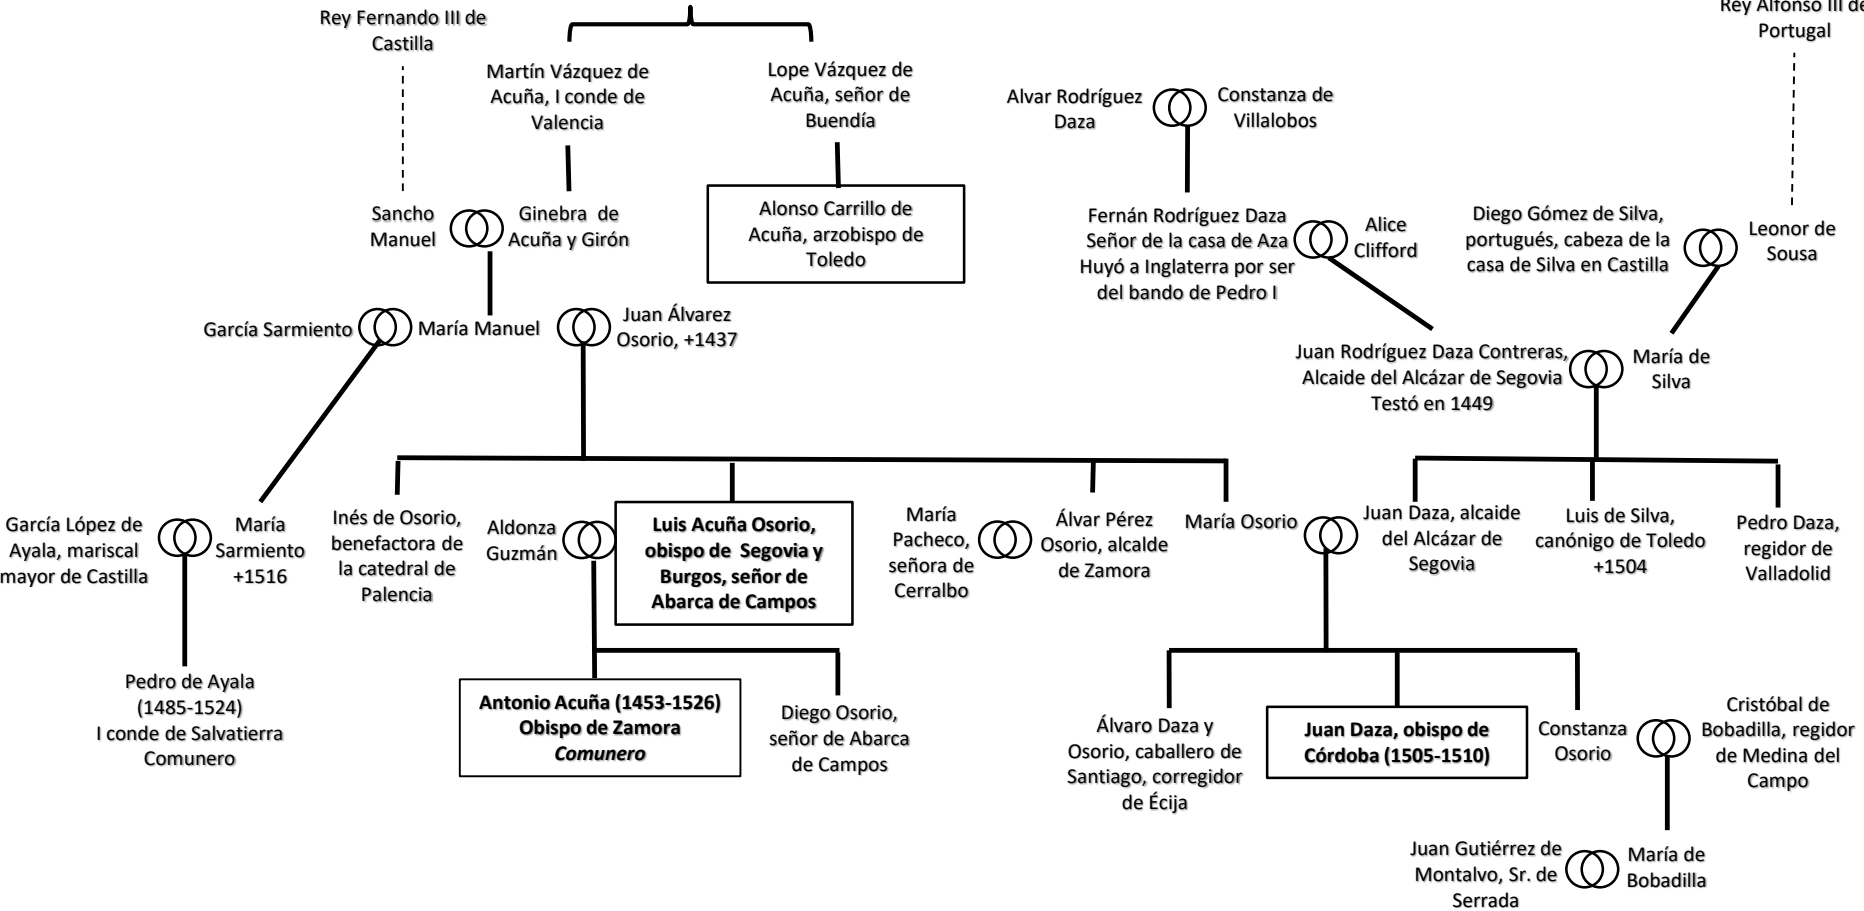 Rey Fernando III de
Castilla
Rey Alfonso III de
Portugal
Martín Vázquez de
Acuña, I conde de
Valencia
Lope Vázquez de
Acuña, señor de
Buendía
Alvar Rodríguez
Daza
Constanza de
Villalobos
Sancho
Manuel
Ginebra de
Acuña y Girón
Alonso Carrillo de
Acuña, arzobispo de
Toledo
Fernán Rodríguez Daza
Señor de la casa de Aza
Huyó a Inglaterra por ser
del bando de Pedro I
Alice
Clifford
Diego Gómez de Silva,
portugués, cabeza de la
casa de Silva en Castilla
Leonor de
Sousa
García Sarmiento
María Manuel
Juan Álvarez
Osorio, +1437
Juan Rodríguez Daza Contreras,
Alcaide del Alcázar de Segovia
Testó en 1449
María de
Silva
García López de
Ayala, mariscal
mayor de Castilla
María
Sarmiento
+1516
Inés de Osorio,
benefactora de
la catedral de
Palencia
Aldonza
Guzmán
Luis Acuña Osorio,
obispo de Segovia y
Burgos, señor de
Abarca de Campos
María
Pacheco,
señora de
Cerralbo
Álvar Pérez
Osorio, alcalde
de Zamora
María Osorio
Juan Daza, alcaide
del Alcázar de
Segovia
Luis de Silva,
canónigo de Toledo
+1504
Pedro Daza,
regidor de
Valladolid
Pedro de Ayala
(1485-1524)
I conde de Salvatierra
Comunero
Antonio Acuña (1453-1526)
Obispo de Zamora
Comunero
Diego Osorio,
señor de Abarca
de Campos
Álvaro Daza y
Osorio, caballero de
Santiago, corregidor
de Écija
Juan Daza, obispo de
Córdoba (1505-1510)
Constanza
Osorio
Cristóbal de
Bobadilla, regidor
de Medina del
Campo
Juan Gutiérrez de
Montalvo, Sr. de
Serrada
María de
Bobadilla